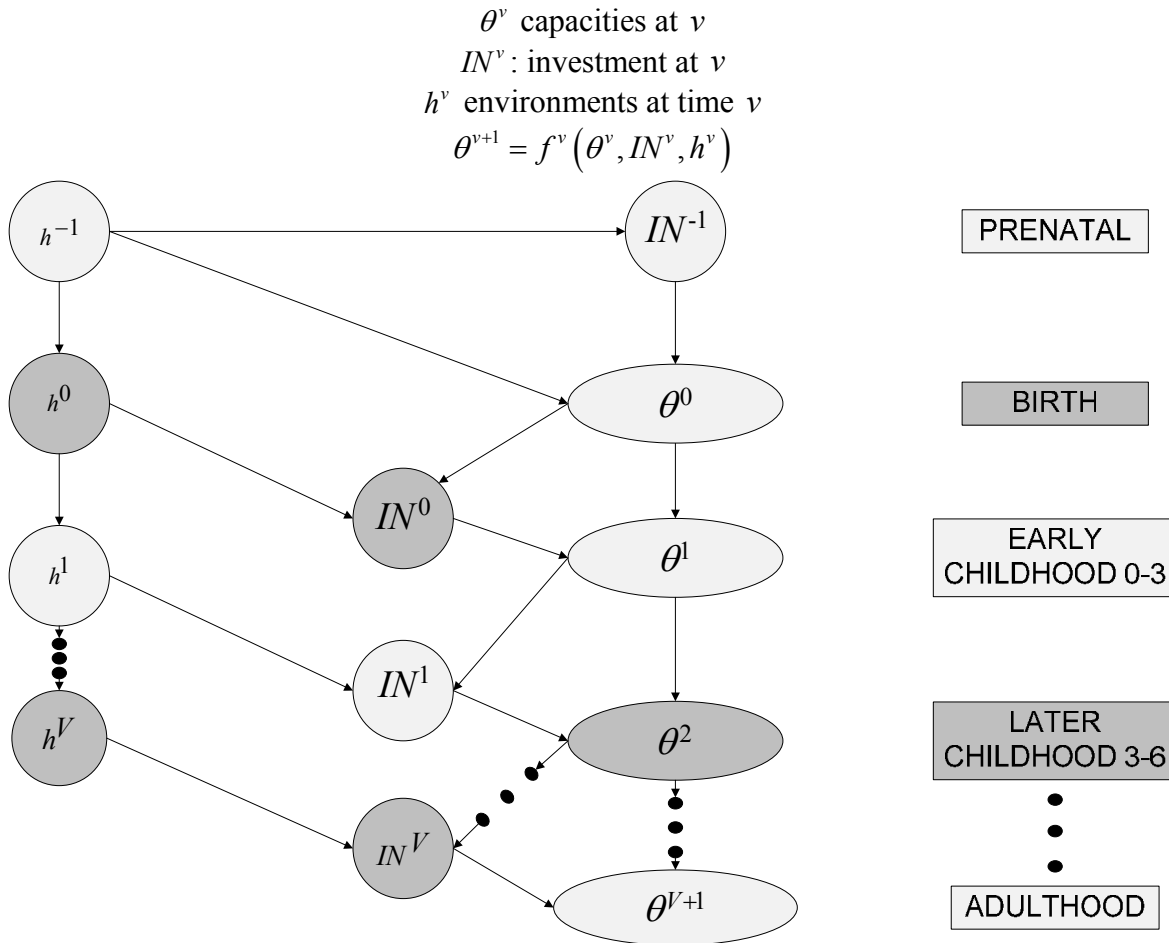 θ^v capacities at v
IN^v : investment at v
h^v environments at time v
θ^{v+1} = f^v (θ^v, IN^v, h^v)
h^{−1}
IN^{-1}
PRENATAL
h^0
θ^0
BIRTH
IN^0
h^1
θ^1
EARLY
CHILDHOOD 0-3
IN^1
h^V
θ^2
LATER
CHILDHOOD 3-6
IN^V
θ^{V+1}
ADULTHOOD